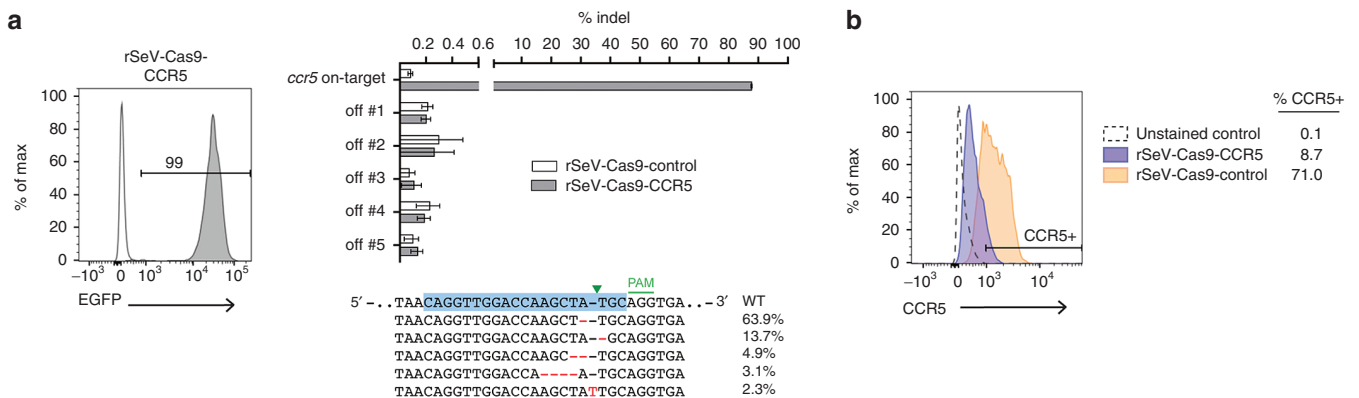 a
rSeV-Cas9-
CCR5
% of max
100
80
60
40
20
0
99
−10³ 0 10³ 10⁴ 10⁵
EGFP
% indel
0.2 0.4 0.6 10 20 30 40 50 60 70 80 90 100
ccr5 on-target
off #1
off #2
off #3
off #4
off #5
rSeV-Cas9-control
rSeV-Cas9-CCR5
PAM
5′ –..TAACAGGTTGGACCAAGCTA-TGCAGGTGA..– 3′ WT
TAACAGGTTGGACCAAGCT--TGCAGGTGA 63.9%
TAACAGGTTGGACCAAGCTA--GCAGGTGA 13.7%
TAACAGGTTGGACCAAGC---TGCAGGTGA 4.9%
TAACAGGTTGGACCA----A-TGCAGGTGA 3.1%
TAACAGGTTGGACCAAGCTATTGCAGGTGA 2.3%
b
% of max
100
80
60
40
20
0
CCR5+
−10³ 0 10³ 10⁴
CCR5
% CCR5+
Unstained control 0.1
rSeV-Cas9-CCR5 8.7
rSeV-Cas9-control 71.0